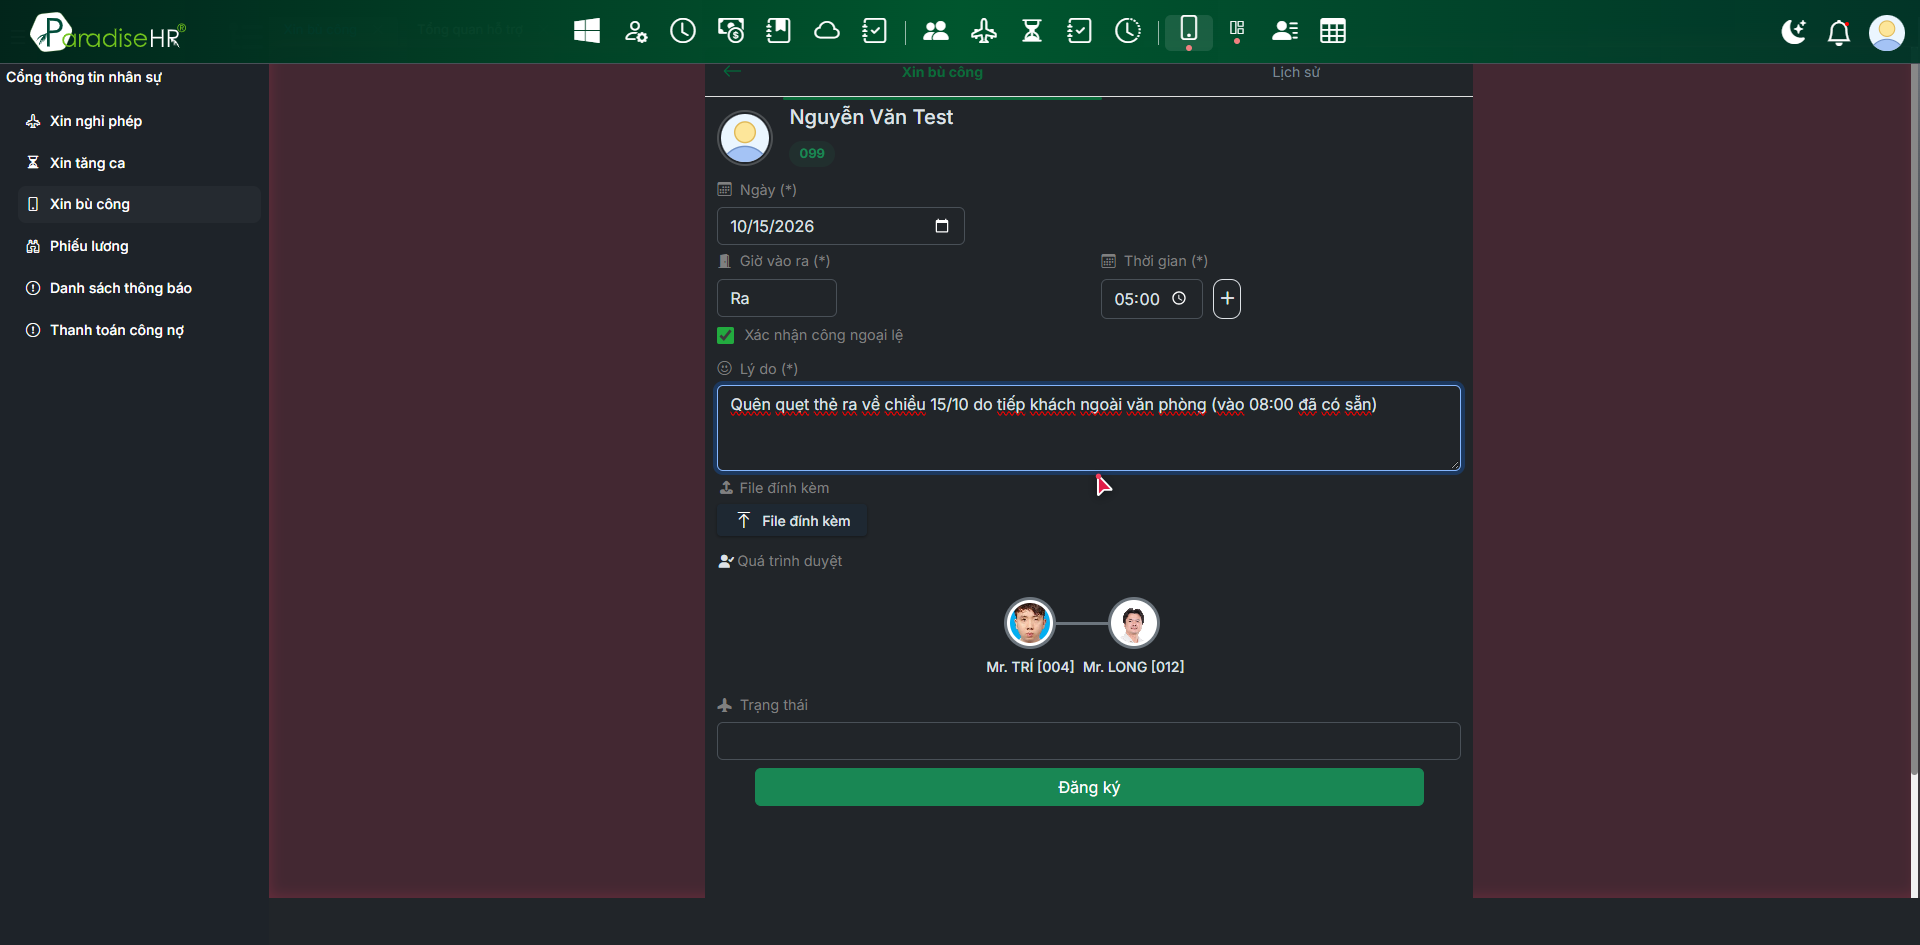 ParadiseHR®
Cổng thông tin nhân sự
Xin nghỉ phép
Xin tăng ca
Xin bù công
Phiếu lương
Danh sách thông báo
Thanh toán công nợ
Xin bù công
Lịch sử
Nguyễn Văn Test
099
Ngày (*)
10/15/2026
Giờ vào ra (*)
Thời gian (*)
Ra
05:00
+
Xác nhận công ngoại lệ
Lý do (*)
Quên quẹt thẻ ra về chiều 15/10 do tiếp khách ngoài văn phòng (vào 08:00 đã có sẵn)
File đính kèm
File đính kèm
Quá trình duyệt
Mr. TRÍ [004] Mr. LONG [012]
Trạng thái
Đăng ký